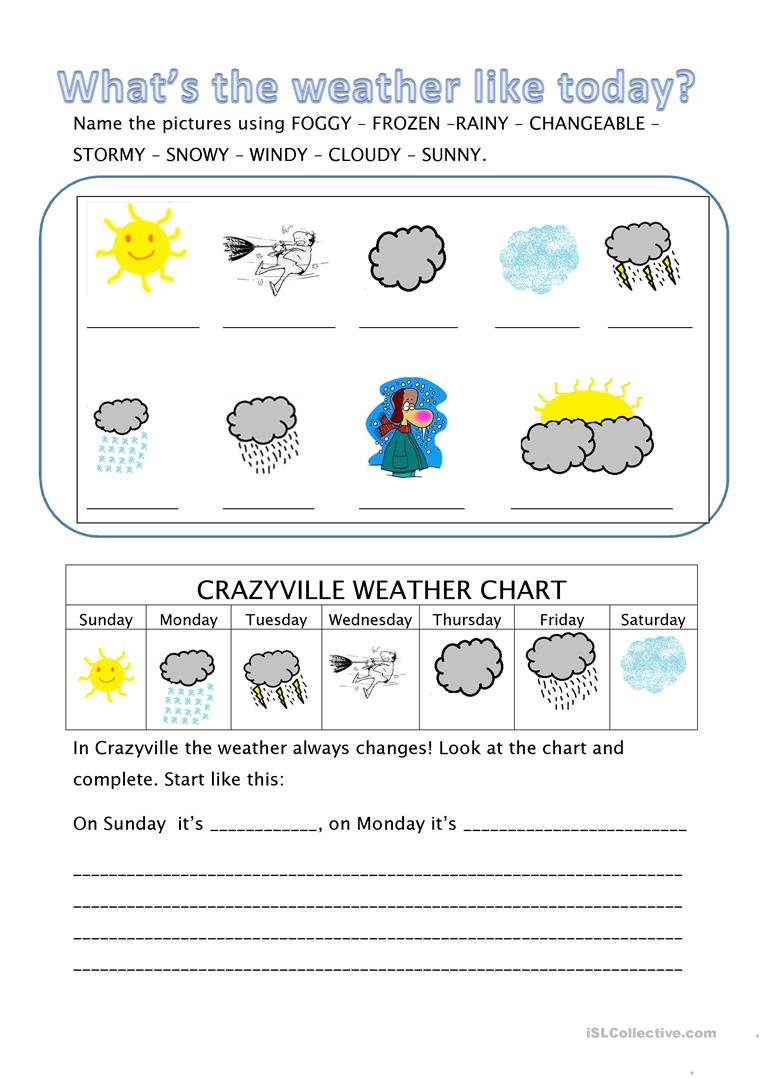 What's the weather like today?
Name the pictures using FOGGY – FROZEN –RAINY – CHANGEABLE –
STORMY – SNOWY – WINDY – CLOUDY – SUNNY.
CRAZYVILLE WEATHER CHART
Sunday Monday Tuesday Wednesday Thursday Friday Saturday
In Crazyville the weather always changes! Look at the chart and
complete. Start like this:
On Sunday it's ____________, on Monday it's _________________________
iSLCollective.com